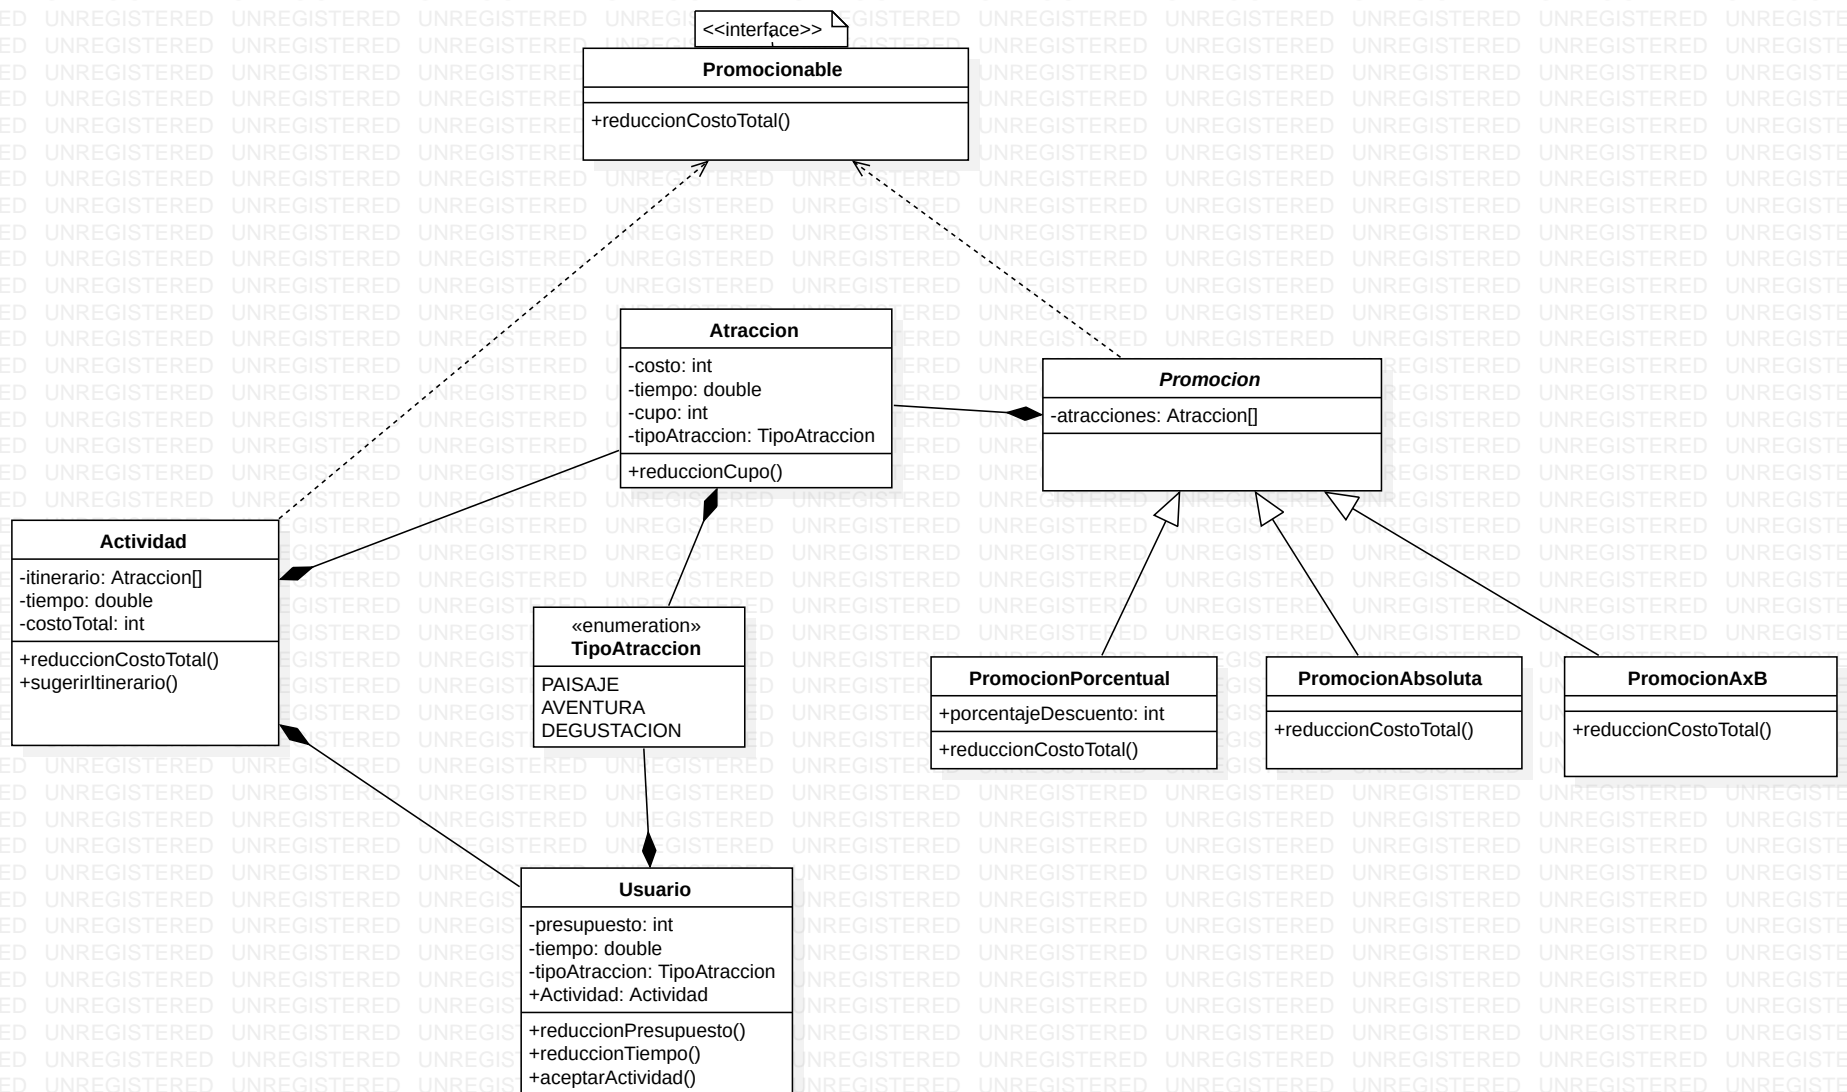 <<interface>>
Promocionable
+reduccionCostoTotal()
Atraccion
-costo: int
-tiempo: double
-cupo: int
-tipoAtraccion: TipoAtraccion
+reduccionCupo()
Promocion
-atracciones: Atraccion[]
Actividad
-itinerario: Atraccion[]
-tiempo: double
-costoTotal: int
+reduccionCostoTotal()
+sugerirItinerario()
«enumeration»
TipoAtraccion
PAISAJE
AVENTURA
DEGUSTACION
PromocionPorcentual
+porcentajeDescuento: int
+reduccionCostoTotal()
PromocionAbsoluta
+reduccionCostoTotal()
PromocionAxB
+reduccionCostoTotal()
Usuario
-presupuesto: int
-tiempo: double
-tipoAtraccion: TipoAtraccion
+Actividad: Actividad
+reduccionPresupuesto()
+reduccionTiempo()
+aceptarActividad()
UNREGISTERED